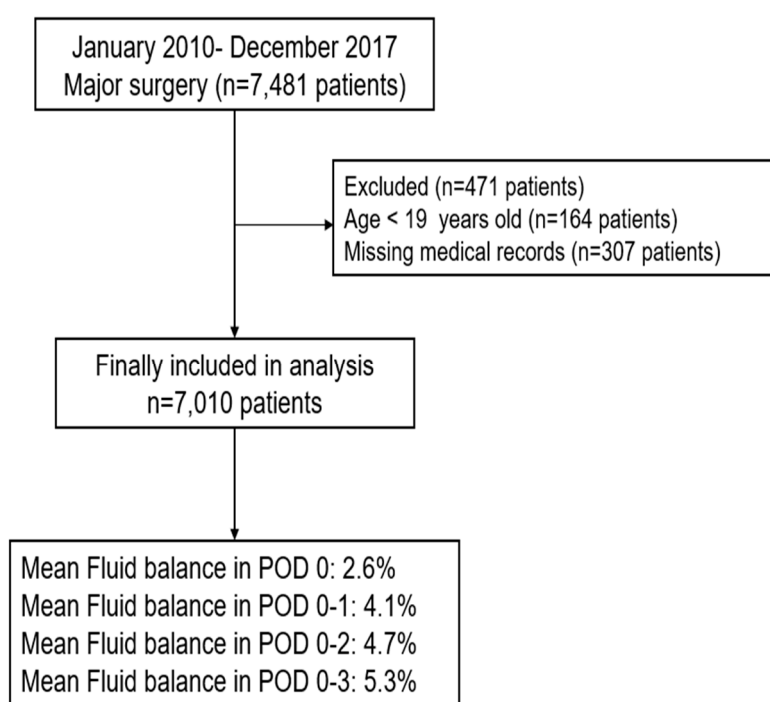 January 2010- December 2017
Major surgery (n=7,481 patients)
Excluded (n=471 patients)
Age < 19 years old (n=164 patients)
Missing medical records (n=307 patients)
Finally included in analysis
n=7,010 patients
Mean Fluid balance in POD 0: 2.6%
Mean Fluid balance in POD 0-1: 4.1%
Mean Fluid balance in POD 0-2: 4.7%
Mean Fluid balance in POD 0-3: 5.3%